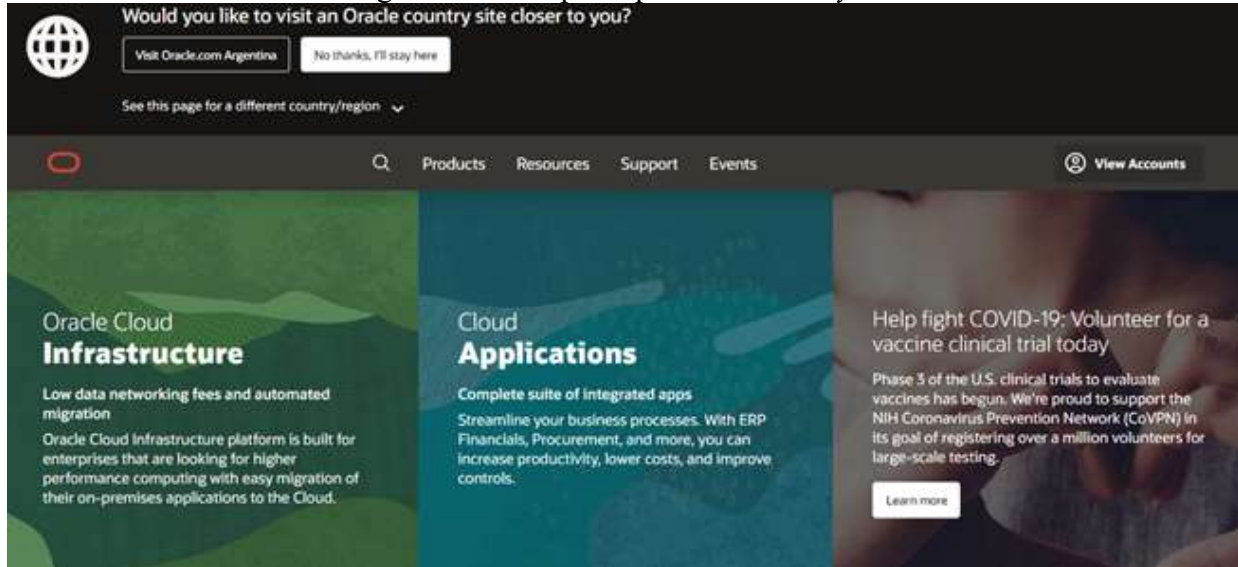 Would you like to visit an Oracle country site closer to you?
Visit Oracle.com Argentina
No thanks, I'll stay here
See this page for a different country/region
Products Resources Support Events
View Accounts
Oracle Cloud
Infrastructure
Low data networking fees and automated
migration
Oracle Cloud Infrastructure platform is built for
enterprises that are looking for higher
performance computing with easy migration of
their on-premises applications to the Cloud.
Cloud
Applications
Complete suite of integrated apps
Streamline your business processes. With ERP
Financials, Procurement, and more, you can
increase productivity, lower costs, and improve
controls.
Help fight COVID-19: Volunteer for a
vaccine clinical trial today
Phase 3 of the U.S. clinical trials to evaluate
vaccines has begun. We're proud to support the
NIH Coronavirus Prevention Network (CoVPN) in
its goal of registering over a million volunteers for
large-scale testing.
Learn more